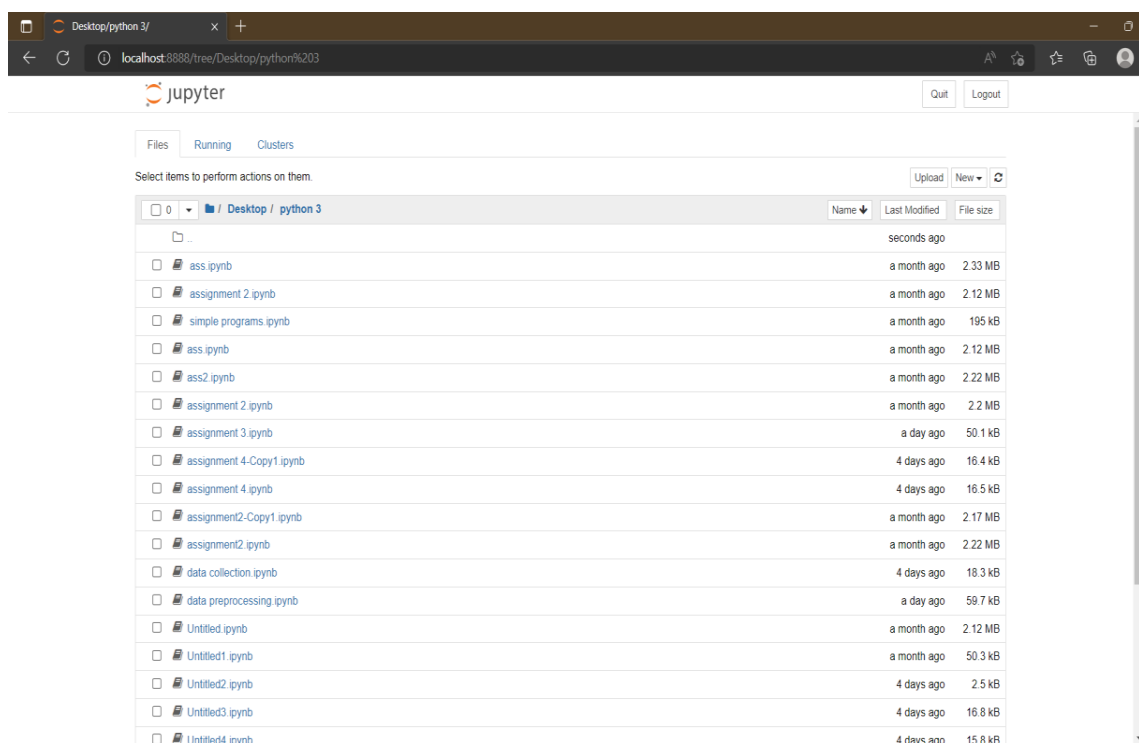 Desktop/python 3/
localhost:8888/tree/Desktop/python%203
jupyter
Quit Logout
Files Running Clusters
Select items to perform actions on them.
Upload New
0 / Desktop / python 3 Name Last Modified File size
.. seconds ago
ass.ipynb a month ago 2.33 MB
assignment 2.ipynb a month ago 2.12 MB
simple programs.ipynb a month ago 195 kB
ass.ipynb a month ago 2.12 MB
ass2.ipynb a month ago 2.22 MB
assignment 2.ipynb a month ago 2.2 MB
assignment 3.ipynb a day ago 50.1 kB
assignment 4-Copy1.ipynb 4 days ago 16.4 kB
assignment 4.ipynb 4 days ago 16.5 kB
assignment2-Copy1.ipynb a month ago 2.17 MB
assignment2.ipynb a month ago 2.22 MB
data collection.ipynb 4 days ago 18.3 kB
data preprocessing.ipynb a day ago 59.7 kB
Untitled.ipynb a month ago 2.12 MB
Untitled1.ipynb a month ago 50.3 kB
Untitled2.ipynb 4 days ago 2.5 kB
Untitled3.ipynb 4 days ago 16.8 kB
Untitled4.ipynb 4 days ago 15.8 kB